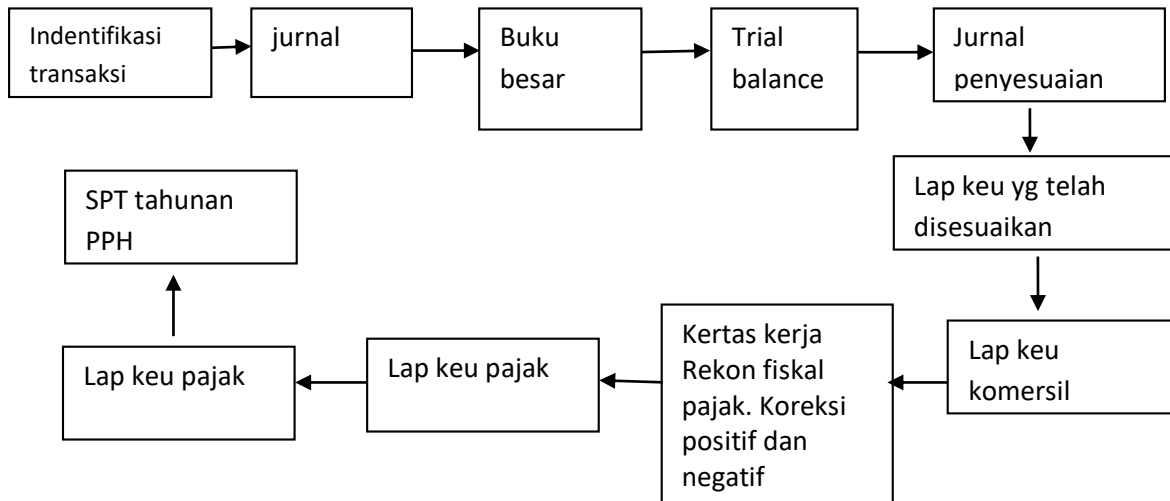 Indentifikasi
transaksi
jurnal
Buku
besar
Trial
balance
Jurnal
penyesuaian
Lap keu yg telah
disesuaikan
Lap keu
komersil
Kertas kerja
Rekon fiskal
pajak. Koreksi
positif dan
negatif
Lap keu pajak
Lap keu pajak
SPT tahunan
PPH